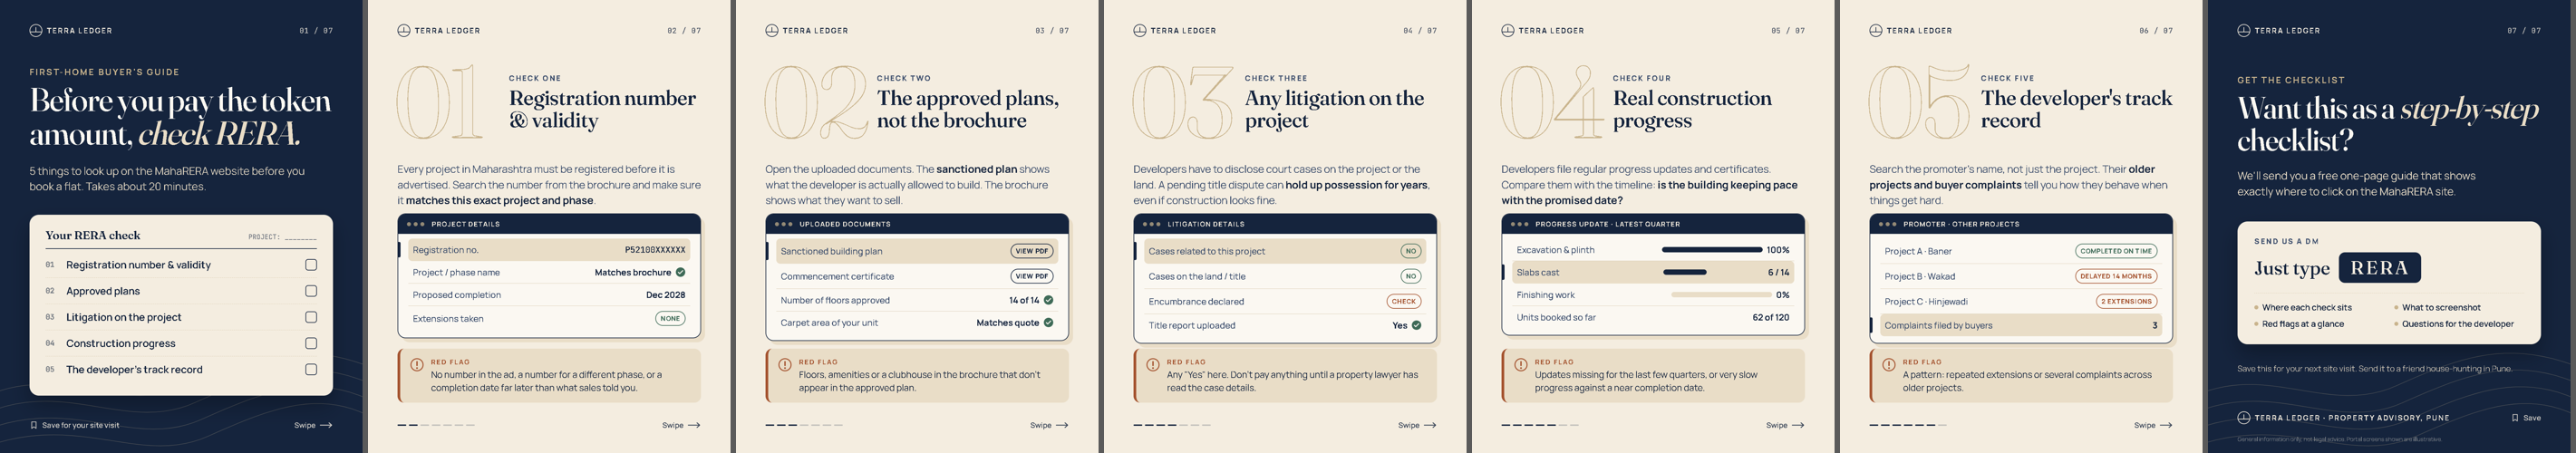 TERRA LEDGER
01 / 07
FIRST-HOME BUYER'S GUIDE
Before you pay the token
amount, check RERA.
5 things to look up on the MahaRERA website before you
book a flat. Takes about 20 minutes.
Your RERA check
PROJECT: ________
01 Registration number & validity
02 Approved plans
03 Litigation on the project
04 Construction progress
05 The developer's track record
Save for your site visit
Swipe →
TERRA LEDGER
02 / 07
01
CHECK ONE
Registration number
& validity
Every project in Maharashtra must be registered before it is
advertised. Search the number from the brochure and make sure
it matches this exact project and phase.
PROJECT DETAILS
Registration no. P52100XXXXXX
Project / phase name Matches brochure
Proposed completion Dec 2028
Extensions taken NONE
RED FLAG
No number in the ad, a number for a different phase, or a
completion date far later than what sales told you.
Swipe →
TERRA LEDGER
03 / 07
02
CHECK TWO
The approved plans,
not the brochure
Open the uploaded documents. The sanctioned plan shows
what the developer is actually allowed to build. The brochure
shows what they want to sell.
UPLOADED DOCUMENTS
Sanctioned building plan VIEW PDF
Commencement certificate VIEW PDF
Number of floors approved 14 of 14
Carpet area of your unit Matches quote
RED FLAG
Floors, amenities or a clubhouse in the brochure that don't
appear in the approved plan.
Swipe →
TERRA LEDGER
04 / 07
03
CHECK THREE
Any litigation on the
project
Developers have to disclose court cases on the project or the
land. A pending title dispute can hold up possession for years,
even if construction looks fine.
LITIGATION DETAILS
Cases related to this project NO
Cases on the land / title NO
Encumbrance declared CHECK
Title report uploaded Yes
RED FLAG
Any "Yes" here. Don't pay anything until a property lawyer has
read the case details.
Swipe →
TERRA LEDGER
05 / 07
04
CHECK FOUR
Real construction
progress
Developers file regular progress updates and certificates.
Compare them with the timeline: is the building keeping pace
with the promised date?
PROGRESS UPDATE · LATEST QUARTER
Excavation & plinth 100%
Slabs cast 6 / 14
Finishing work 0%
Units booked so far 62 of 120
RED FLAG
Updates missing for the last few quarters, or very slow
progress against a near completion date.
Swipe →
TERRA LEDGER
06 / 07
05
CHECK FIVE
The developer's track
record
Search the promoter's name, not just the project. Their older
projects and buyer complaints tell you how they behave when
things get hard.
PROMOTER · OTHER PROJECTS
Project A · Baner COMPLETED ON TIME
Project B · Wakad DELAYED 14 MONTHS
Project C · Hinjewadi 2 EXTENSIONS
Complaints filed by buyers 3
RED FLAG
A pattern: repeated extensions or several complaints across
older projects.
Swipe →
TERRA LEDGER
07 / 07
GET THE CHECKLIST
Want this as a step-by-step
checklist?
We'll send you a free one-page guide that shows
exactly where to click on the MahaRERA site.
SEND US A DM
Just type RERA
Where each check sits
What to screenshot
Red flags at a glance
Questions for the developer
Save this for your next site visit. Send it to a friend house-hunting in Pune.
TERRA LEDGER · PROPERTY ADVISORY, PUNE
Save
General information only, not legal advice. Portal screens shown are illustrative.